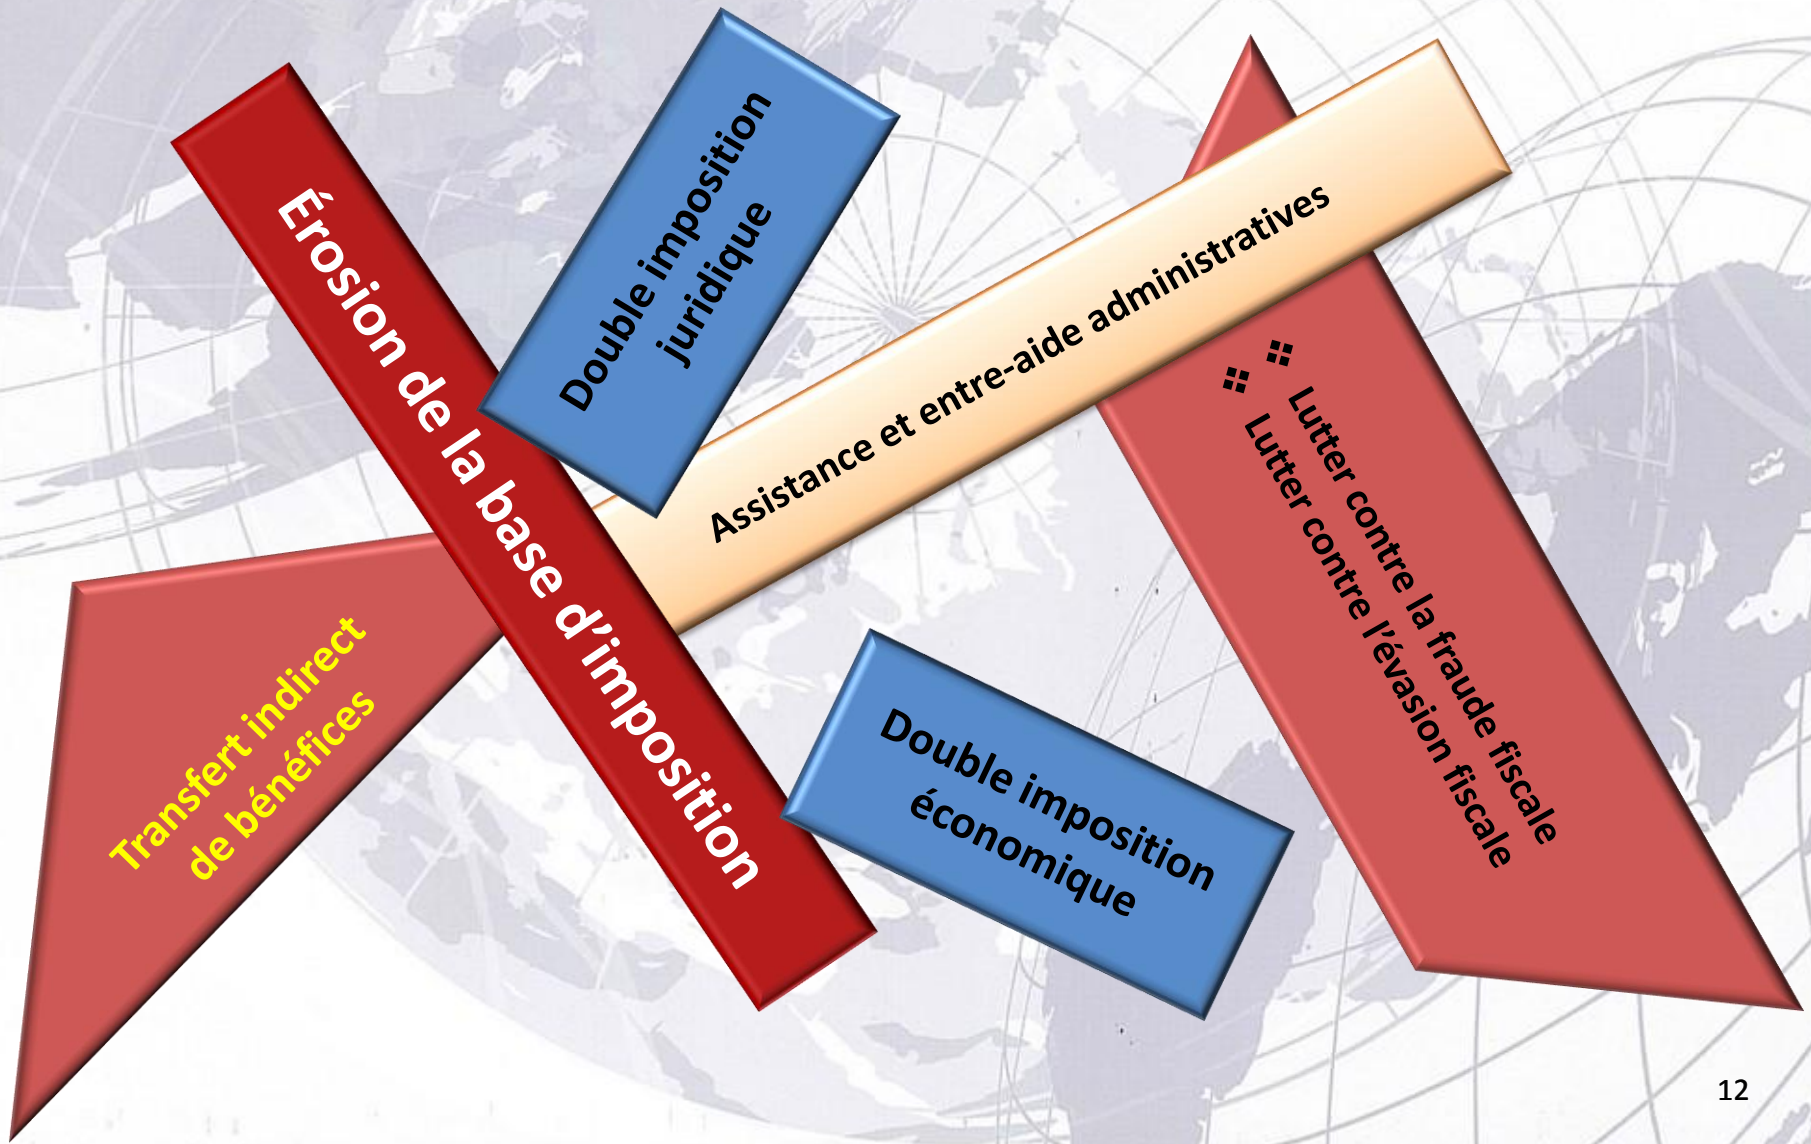 Érosion de la base d’imposition
Double imposition
juridique
Assistance et entre-aide administratives
❖ Lutter contre la fraude fiscale
❖ Lutter contre l’évasion fiscale
Transfert indirect
de bénéfices
Double imposition
économique
12